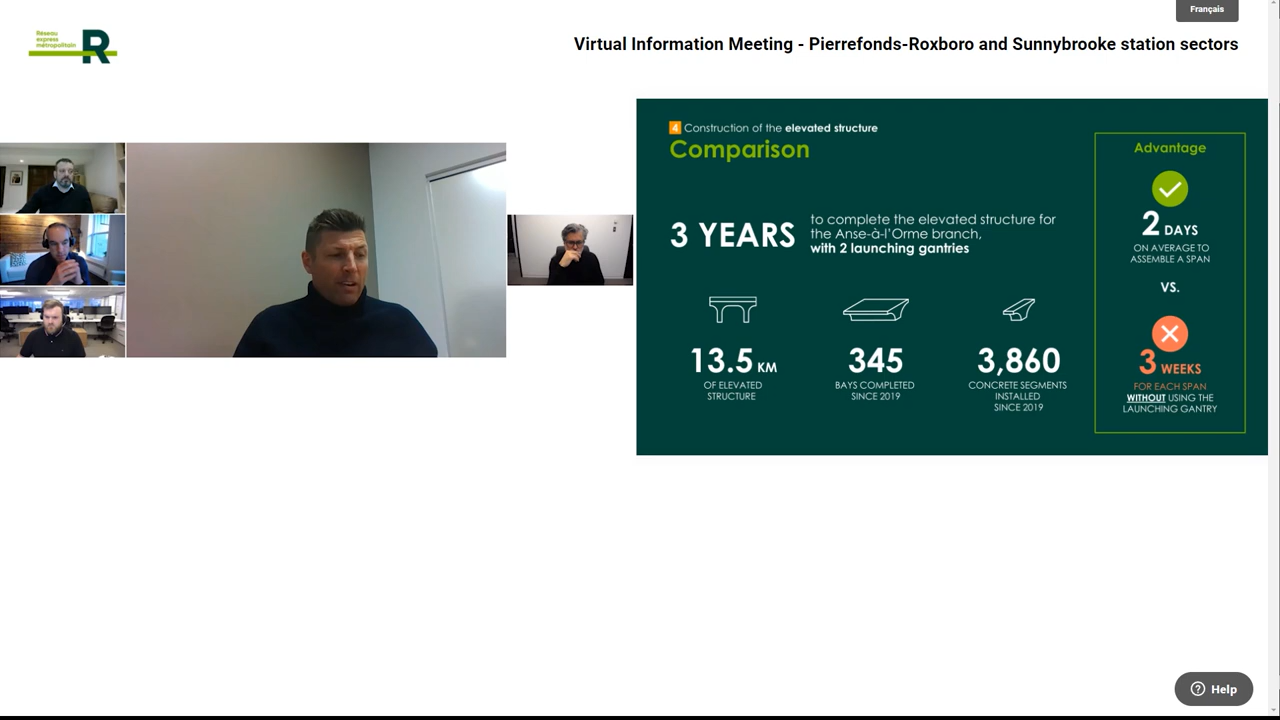 Français
Réseau
express
métropolitain
R
Virtual Information Meeting - Pierrefonds-Roxboro and Sunnybrooke station sectors
4 Construction of the elevated structure
Comparison
3 YEARS
to complete the elevated structure for
the Anse-à-l'Orme branch,
with 2 launching gantries
13.5 KM
OF ELEVATED
STRUCTURE
345
BAYS COMPLETED
SINCE 2019
3,860
CONCRETE SEGMENTS
INSTALLED
SINCE 2019
Advantage
2 DAYS
ON AVERAGE TO
ASSEMBLE A SPAN
VS.
3 WEEKS
FOR EACH SPAN
WITHOUT USING THE
LAUNCHING GANTRY
Help